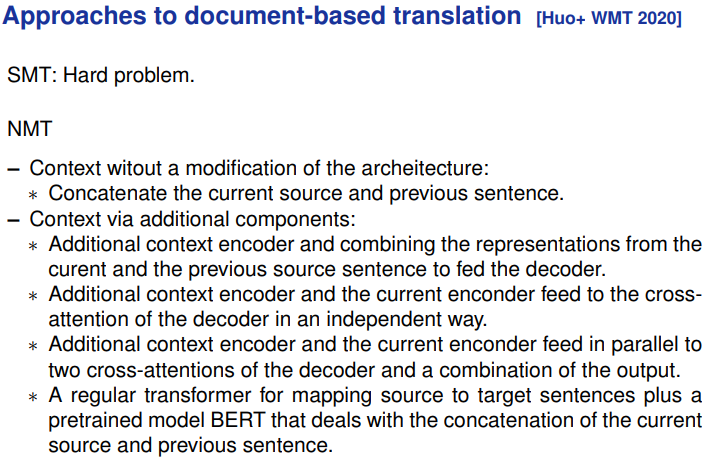 Approaches to document-based translation [Huo+ WMT 2020]
SMT: Hard problem.
NMT
– Context witout a modification of the archeitecture:
∗ Concatenate the current source and previous sentence.
– Context via additional components:
∗ Additional context encoder and combining the representations from the
curent and the previous source sentence to fed the decoder.
∗ Additional context encoder and the current enconder feed to the cross-
attention of the decoder in an independent way.
∗ Additional context encoder and the current enconder feed in parallel to
two cross-attentions of the decoder and a combination of the output.
∗ A regular transformer for mapping source to target sentences plus a
pretrained model BERT that deals with the concatenation of the current
source and previous sentence.